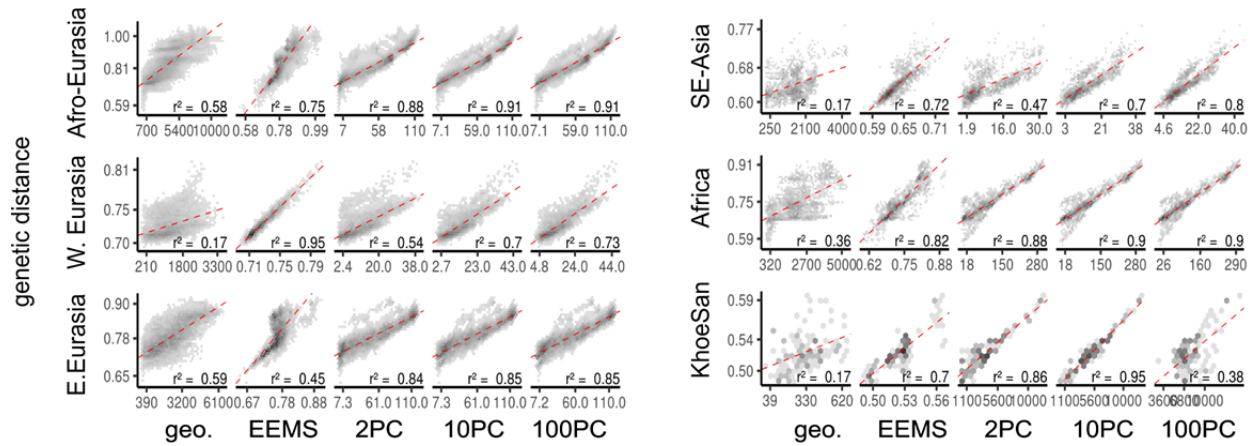 genetic distance
Afro-Eurasia
1.00
0.81
0.59
r² = 0.58
r² = 0.75
r² = 0.88
r² = 0.91
r² = 0.91
700 5400 10000
0.58 0.78 0.99
7 58 110
7.1 59.0 110.0
7.1 59.0 110.0
W. Eurasia
0.81
0.75
0.70
r² = 0.17
r² = 0.95
r² = 0.54
r² = 0.7
r² = 0.73
210 1800 3300
0.71 0.75 0.79
2.4 20.0 38.0
2.7 23.0 43.0
4.8 24.0 44.0
E.Eurasia
0.90
0.78
0.65
r² = 0.59
r² = 0.45
r² = 0.84
r² = 0.85
r² = 0.85
390 3200 6100
0.67 0.78 0.88
7.3 61.0 110.0
7.2 61.0 110.0
7.2 60.0 110.0
geo. EEMS 2PC 10PC 100PC
SE-Asia
0.77
0.68
0.60
r² = 0.17
r² = 0.72
r² = 0.47
r² = 0.7
r² = 0.8
250 2100 4000
0.59 0.65 0.71
1.9 16.0 30.0
3 21 38
4.6 22.0 40.0
Africa
0.91
0.75
0.59
r² = 0.36
r² = 0.82
r² = 0.88
r² = 0.9
r² = 0.9
320 2700 5000
0.62 0.75 0.88
18 150 280
18 150 280
26 160 290
KhoeSan
0.59
0.54
0.50
r² = 0.17
r² = 0.7
r² = 0.86
r² = 0.95
r² = 0.38
39 330 620
0.50 0.53 0.56
1100 5600 10000
1100 5600 10000
3600 6800 10000
geo. EEMS 2PC 10PC 100PC